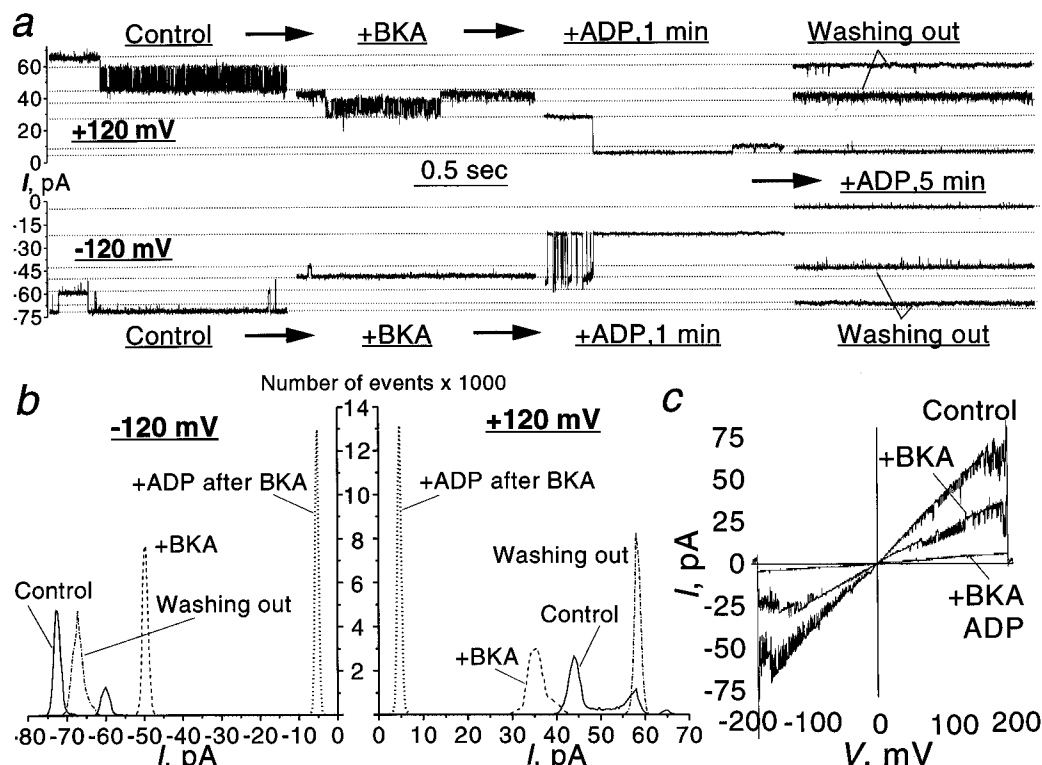 a
Control +BKA +ADP,1 min Washing out
60
40
20
0
+120 mV
I, pA
0.5 sec
+ADP,5 min
0
-15
-30
-45
-60
-75
-120 mV
Control +BKA +ADP,1 min Washing out
b
Number of events x 1000
-120 mV
+120 mV
14
12
10
8
6
4
2
+ADP after BKA
+ADP after BKA
+BKA
Control
Washing out
Washing out
Control
+BKA
-80 -70 -60 -50 -40 -30 -20 -10 0
0 10 20 30 40 50 60 70
I, pA
I, pA
c
Control
+BKA
+BKA
ADP
75
50
25
0
-25
-50
-75
I, pA
-200 -100 0 100 200
V, mV